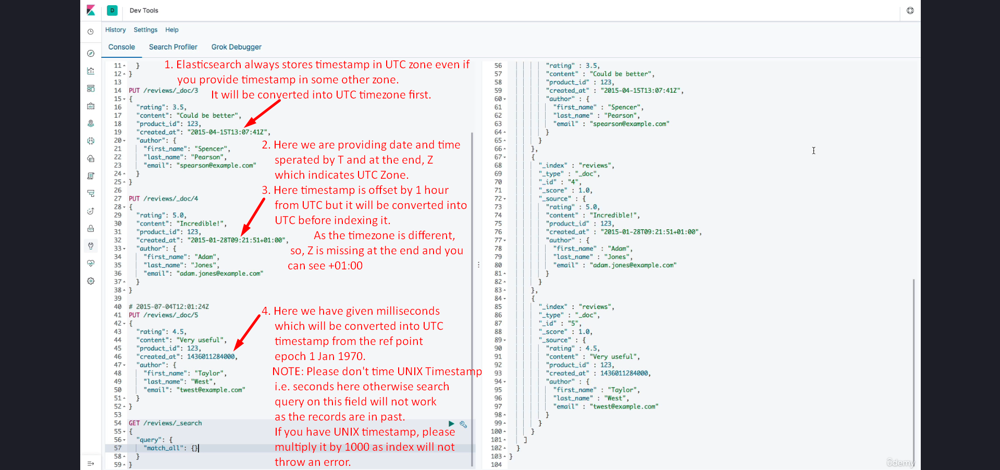 D Dev Tools
History Settings Help
Console Search Profiler Grok Debugger
11 }
12 }
13
14 PUT /reviews/_doc/3
15 {
16 "rating": 3.5,
17 "content": "Could be better",
18 "product_id": 123,
19 "created_at": "2015-04-15T13:07:41Z",
20 "author": {
21 "first_name": "Spencer",
22 "last_name": "Pearson",
23 "email": "spearson@example.com"
24 }
25 }
26
27 PUT /reviews/_doc/4
28 {
29 "rating": 5.0,
30 "content": "Incredible!",
31 "product_id": 123,
32 "created_at": "2015-01-28T09:21:51+01:00",
33 "author": {
34 "first_name": "Adam",
35 "last_name": "Jones",
36 "email": "adam.jones@example.com"
37 }
38 }
39
40 # 2015-07-04T12:01:24Z
41 PUT /reviews/_doc/5
42 {
43 "rating": 4.5,
44 "content": "Very useful",
45 "product_id": 123,
46 "created_at": 1436011284000,
47 "author": {
48 "first_name": "Taylor",
49 "last_name": "West",
50 "email": "twest@example.com"
51 }
52 }
53
54 GET /reviews/_search
55 {
56 "query": {
57 "match_all": {}
58 }
59 }
1. Elasticsearch always stores timestamp in UTC zone even if
you provide timestamp in some other zone.
It will be converted into UTC timezone first.
2. Here we are providing date and time
sperated by T and at the end, Z
which indicates UTC Zone.
3. Here timestamp is offset by 1 hour
from UTC but it will be converted into
UTC before indexing it.
As the timezone is different,
so, Z is missing at the end and you
can see +01:00
4. Here we have given milliseconds
which will be converted into UTC
timestamp from the ref point
epoch 1 Jan 1970.
NOTE: Please don't time UNIX Timestamp
i.e. seconds here otherwise search
query on this field will not work
as the records are in past.
If you have UNIX timestamp, please
multiply it by 1000 as index will not
throw an error.
56 "rating" : 3.5,
57 "content" : "Could be better",
58 "product_id" : 123,
59 "created_at" : "2015-04-15T13:07:41Z",
60 "author" : {
61 "first_name" : "Spencer",
62 "last_name" : "Pearson",
63 "email" : "spearson@example.com"
64 }
65 }
66 },
67 {
68 "_index" : "reviews",
69 "_type" : "_doc",
70 "_id" : "4",
71 "_score" : 1.0,
72 "_source" : {
73 "rating" : 5.0,
74 "content" : "Incredible!",
75 "product_id" : 123,
76 "created_at" : "2015-01-28T09:21:51+01:00",
77 "author" : {
78 "first_name" : "Adam",
79 "last_name" : "Jones",
80 "email" : "adam.jones@example.com"
81 }
82 }
83 },
84 {
85 "_index" : "reviews",
86 "_type" : "_doc",
87 "_id" : "5",
88 "_score" : 1.0,
89 "_source" : {
90 "rating" : 4.5,
91 "content" : "Very useful",
92 "product_id" : 123,
93 "created_at" : 1436011284000,
94 "author" : {
95 "first_name" : "Taylor",
96 "last_name" : "West",
97 "email" : "twest@example.com"
98 }
99 }
100 }
101 ]
102 }
103 }
104
ûdemy